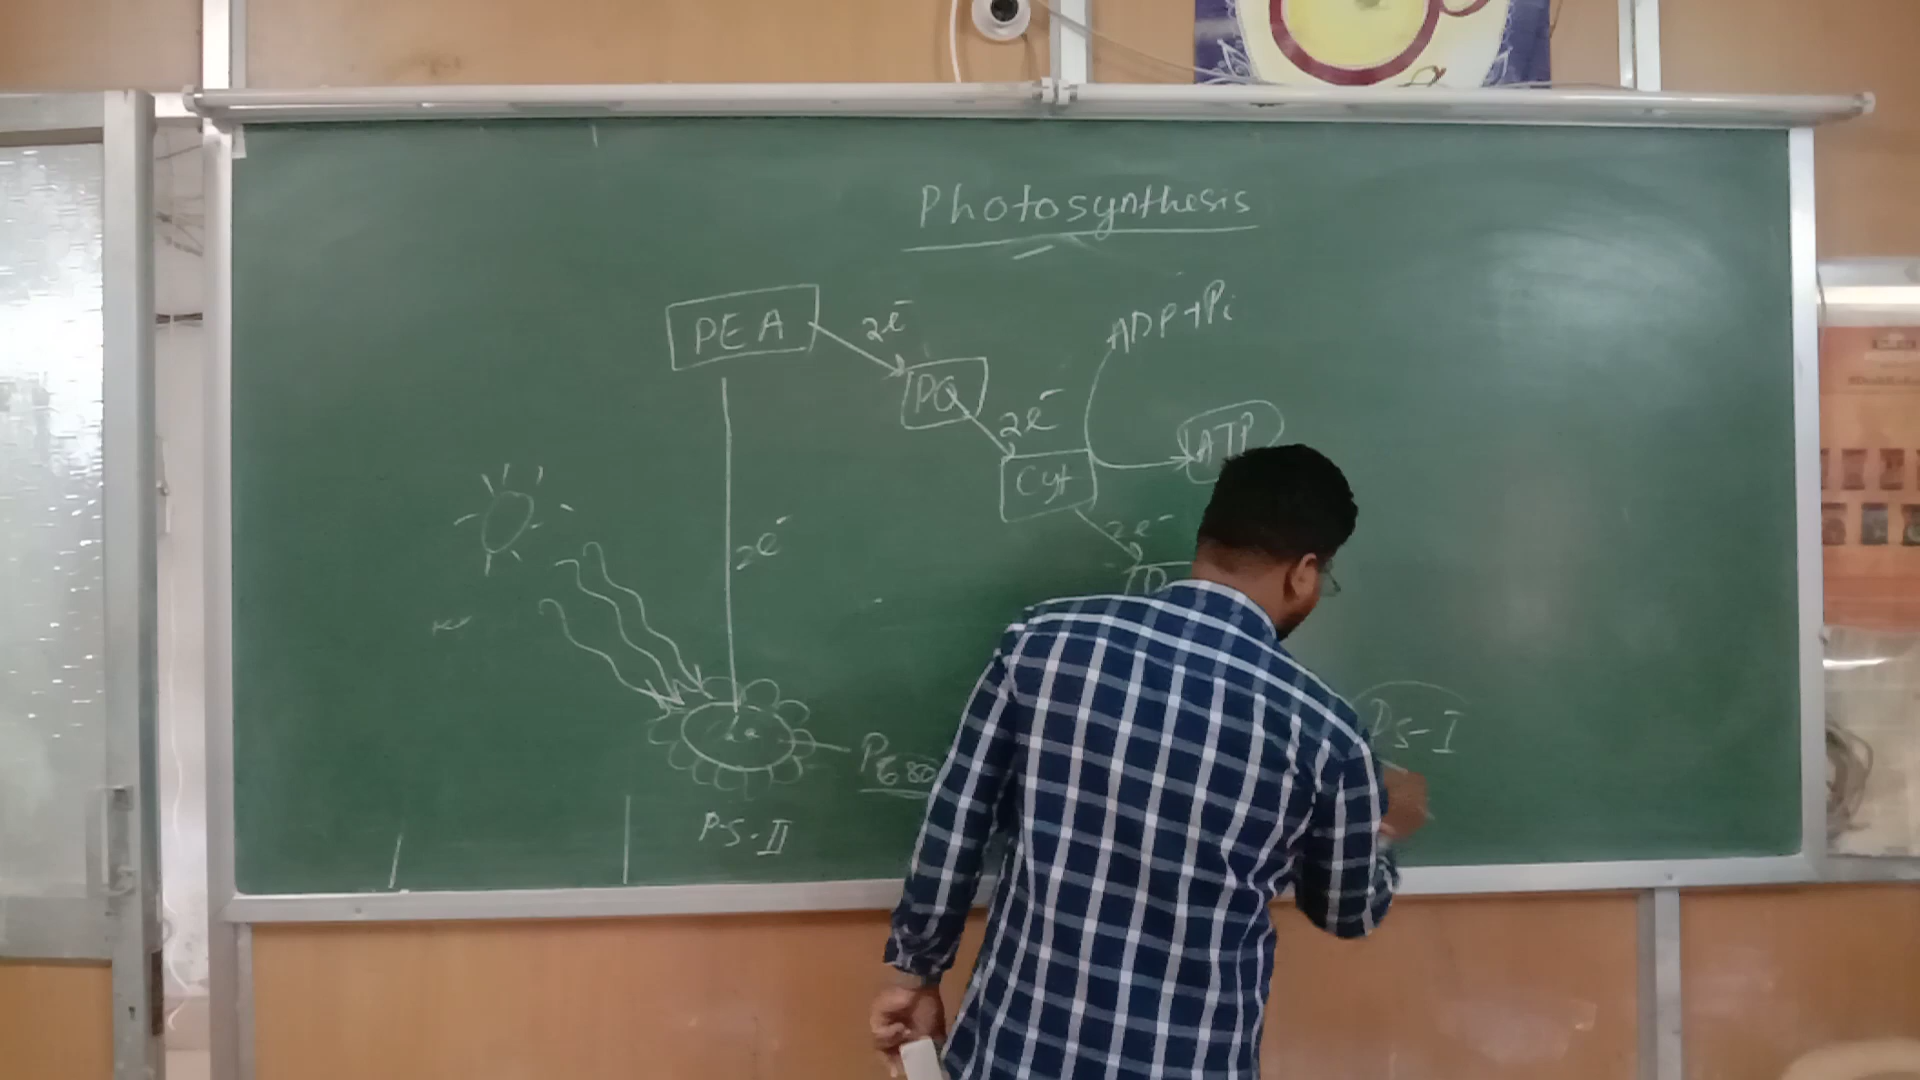 Photosynthesis
PEA
2e⁻
PQ
2e⁻
Cyt
ADP+Pi
ATP
2e⁻
2e⁻
P680
P.S-II
PS-I